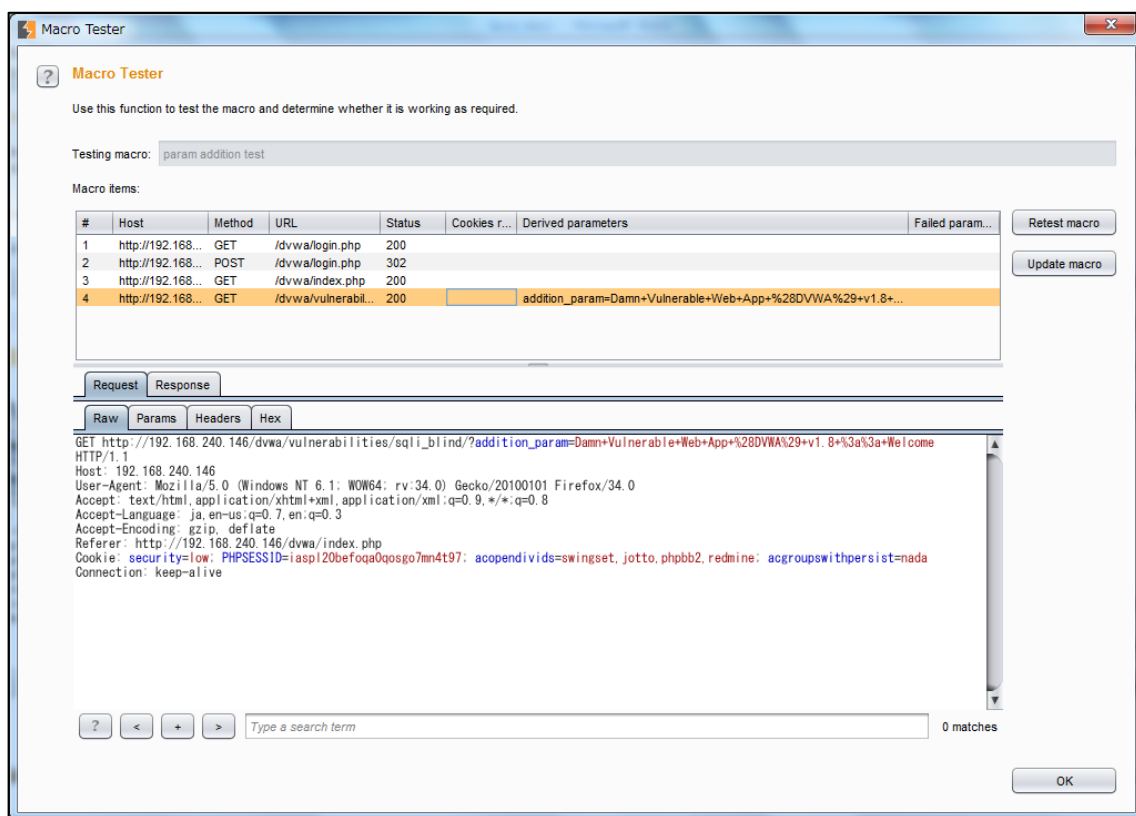 Macro Tester
Macro Tester
Use this function to test the macro and determine whether it is working as required.
Testing macro: param addition test
Macro items:
# Host Method URL Status Cookies r... Derived parameters Failed param...
1 http://192.168... GET /dvwa/login.php 200
2 http://192.168... POST /dvwa/login.php 302
3 http://192.168... GET /dvwa/index.php 200
4 http://192.168... GET /dvwa/vulnerabil... 200 addition_param=Damn+Vulnerable+Web+App+%28DVWA%29+v1.8+...
Retest macro
Update macro
Request Response
Raw Params Headers Hex
GET http://192.168.240.146/dvwa/vulnerabilities/sqli_blind/?addition_param=Damn+Vulnerable+Web+App+%28DVWA%29+v1.8+%3a%3a+Welcome
HTTP/1.1
Host: 192.168.240.146
User-Agent: Mozilla/5.0 (Windows NT 6.1; WOW64; rv:34.0) Gecko/20100101 Firefox/34.0
Accept: text/html,application/xhtml+xml,application/xml;q=0.9,*/*;q=0.8
Accept-Language: ja,en-us;q=0.7,en;q=0.3
Accept-Encoding: gzip, deflate
Referer: http://192.168.240.146/dvwa/index.php
Cookie: security=low; PHPSESSID=iaspl20befoqa0qosgo7mn4t97; acopendivids=swingset,jotto,phpbb2,redmine; acgroupswithpersist=nada
Connection: keep-alive
? < + > Type a search term 0 matches
OK